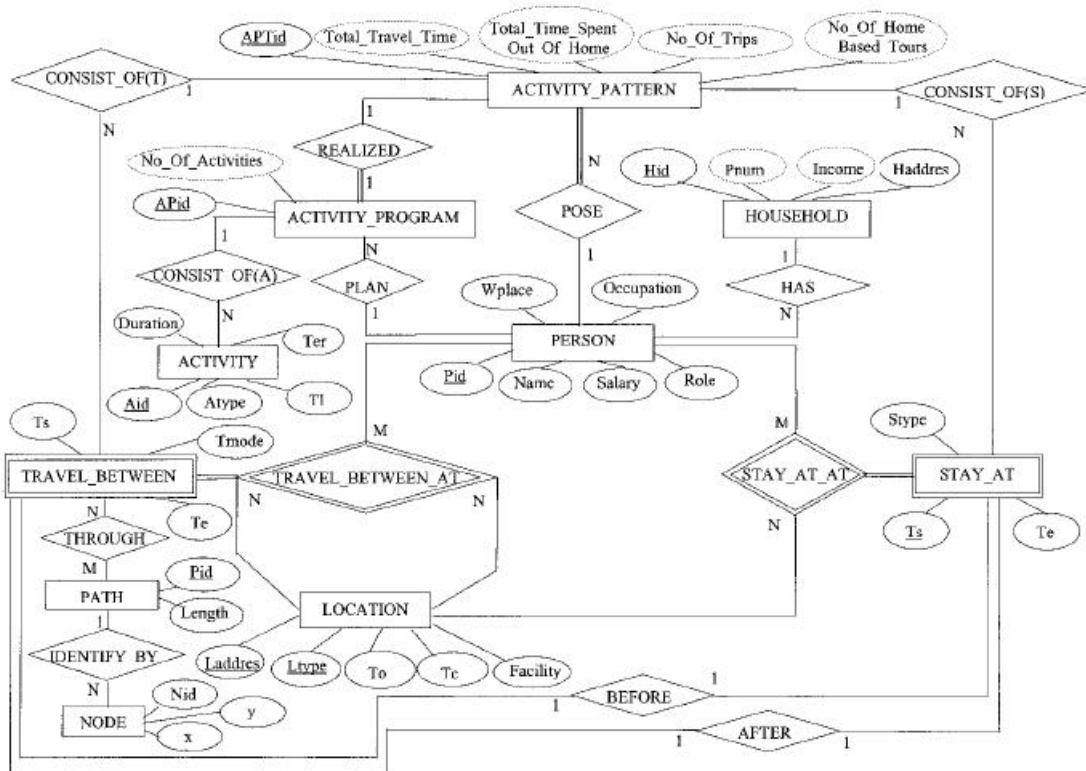 APTid
Total_Travel_Time
Total_Time_Spent
Out Of Home
No_Of_Trips
No_Of_Home
Based Tours
CONSIST_OF(T)
1
ACTIVITY_PATTERN
1
CONSIST_OF(S)
N
1
N
N
No_Of_Activities
REALIZED
Hid
Pnum
Income
Haddres
APid
1
ACTIVITY_PROGRAM
POSE
HOUSEHOLD
1
N
1
1
CONSIST OF(A)
PLAN
HAS
Wplace
Occupation
N
1
N
Duration
Ter
PERSON
ACTIVITY
Pid
Name
Salary
Role
Aid
Atype
Tl
Ts
Tmode
M
M
Stype
TRAVEL_BETWEEN
TRAVEL_BETWEEN_AT
STAY_AT_AT
STAY_AT
N
N
N
Te
N
Ts
Te
THROUGH
M
Pid
PATH
Length
LOCATION
1
IDENTIFY BY
Laddres
Ltype
To
Tc
Facility
N
Nid
1
BEFORE
1
NODE
y
x
1
AFTER
1